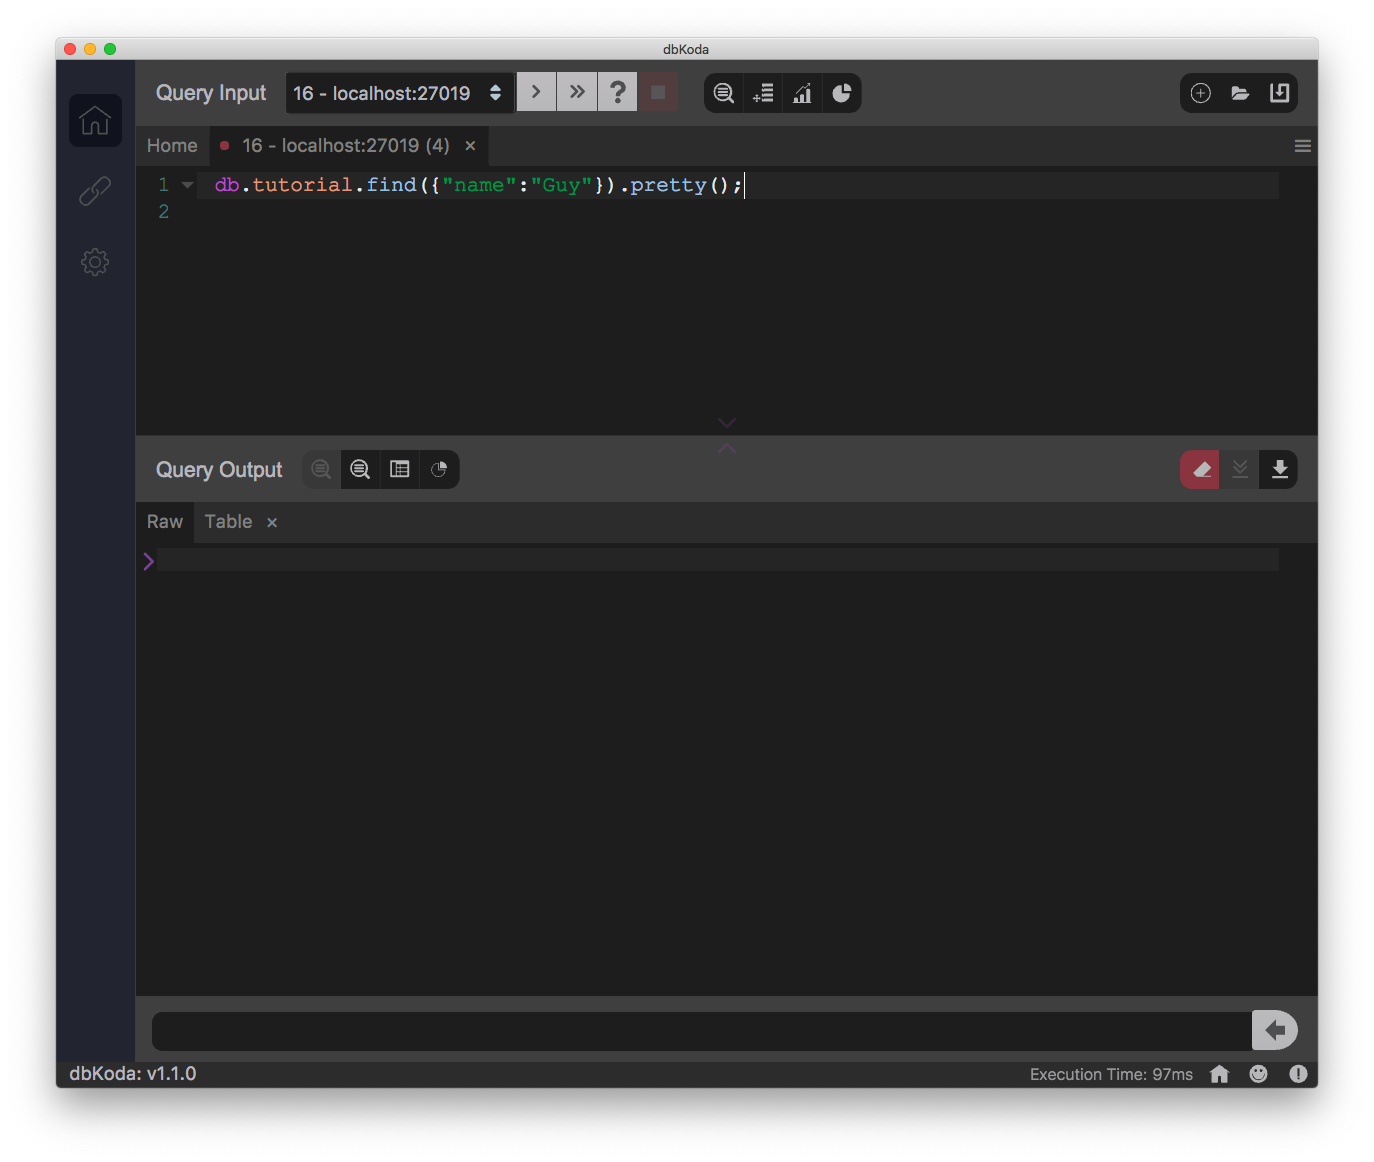 dbKoda
Query Input 16 - localhost:27019 ?
Home 16 - localhost:27019 (4) ×
1 db.tutorial.find({"name":"Guy"}).pretty();
2
Query Output
Raw Table ×
dbKoda: v1.1.0 Execution Time: 97ms